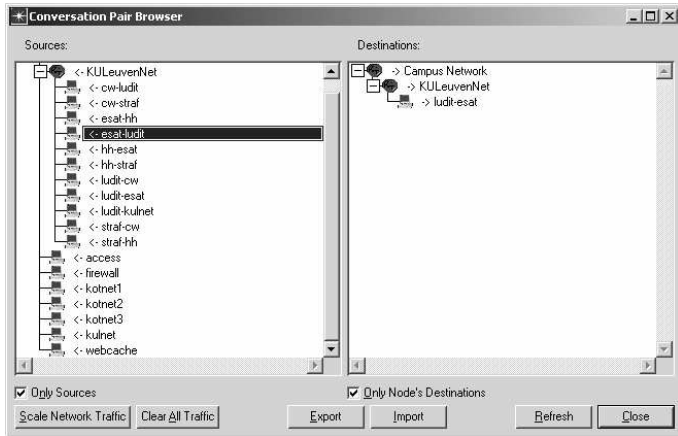 Conversation Pair Browser
Sources:
<- KULeuvenNet
<- cw-ludit
<- cw-straf
<- esat-hh
<- esat-ludit
<- hh-esat
<- hh-straf
<- ludit-cw
<- ludit-esat
<- ludit-kulnet
<- straf-cw
<- straf-hh
<- access
<- firewall
<- kotnet1
<- kotnet2
<- kotnet3
<- kulnet
<- webcache
Destinations:
-> Campus Network
-> KULeuvenNet
-> ludit-esat
Only Sources
Only Node's Destinations
Scale Network Traffic
Clear All Traffic
Export
Import
Refresh
Close